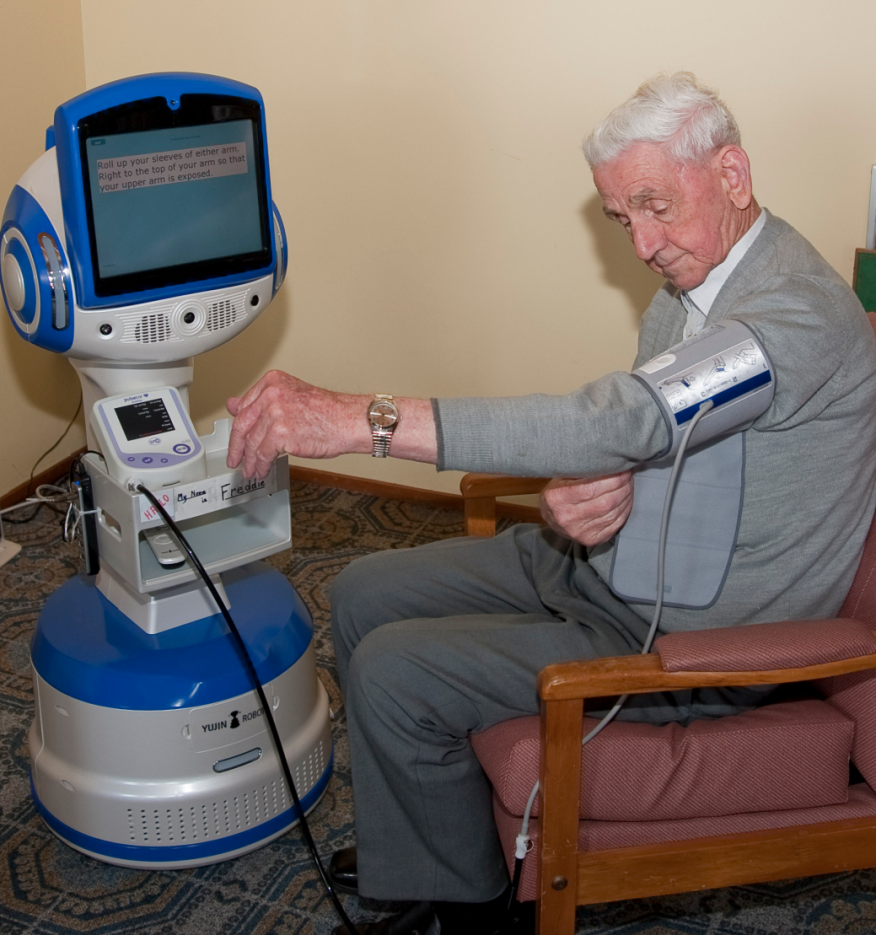 Roll up your sleeves of either arm.
Right to the top of your arm so that
your upper arm is exposed.
HALLO
My Name
is
Freddie
YUJIN ROBOT